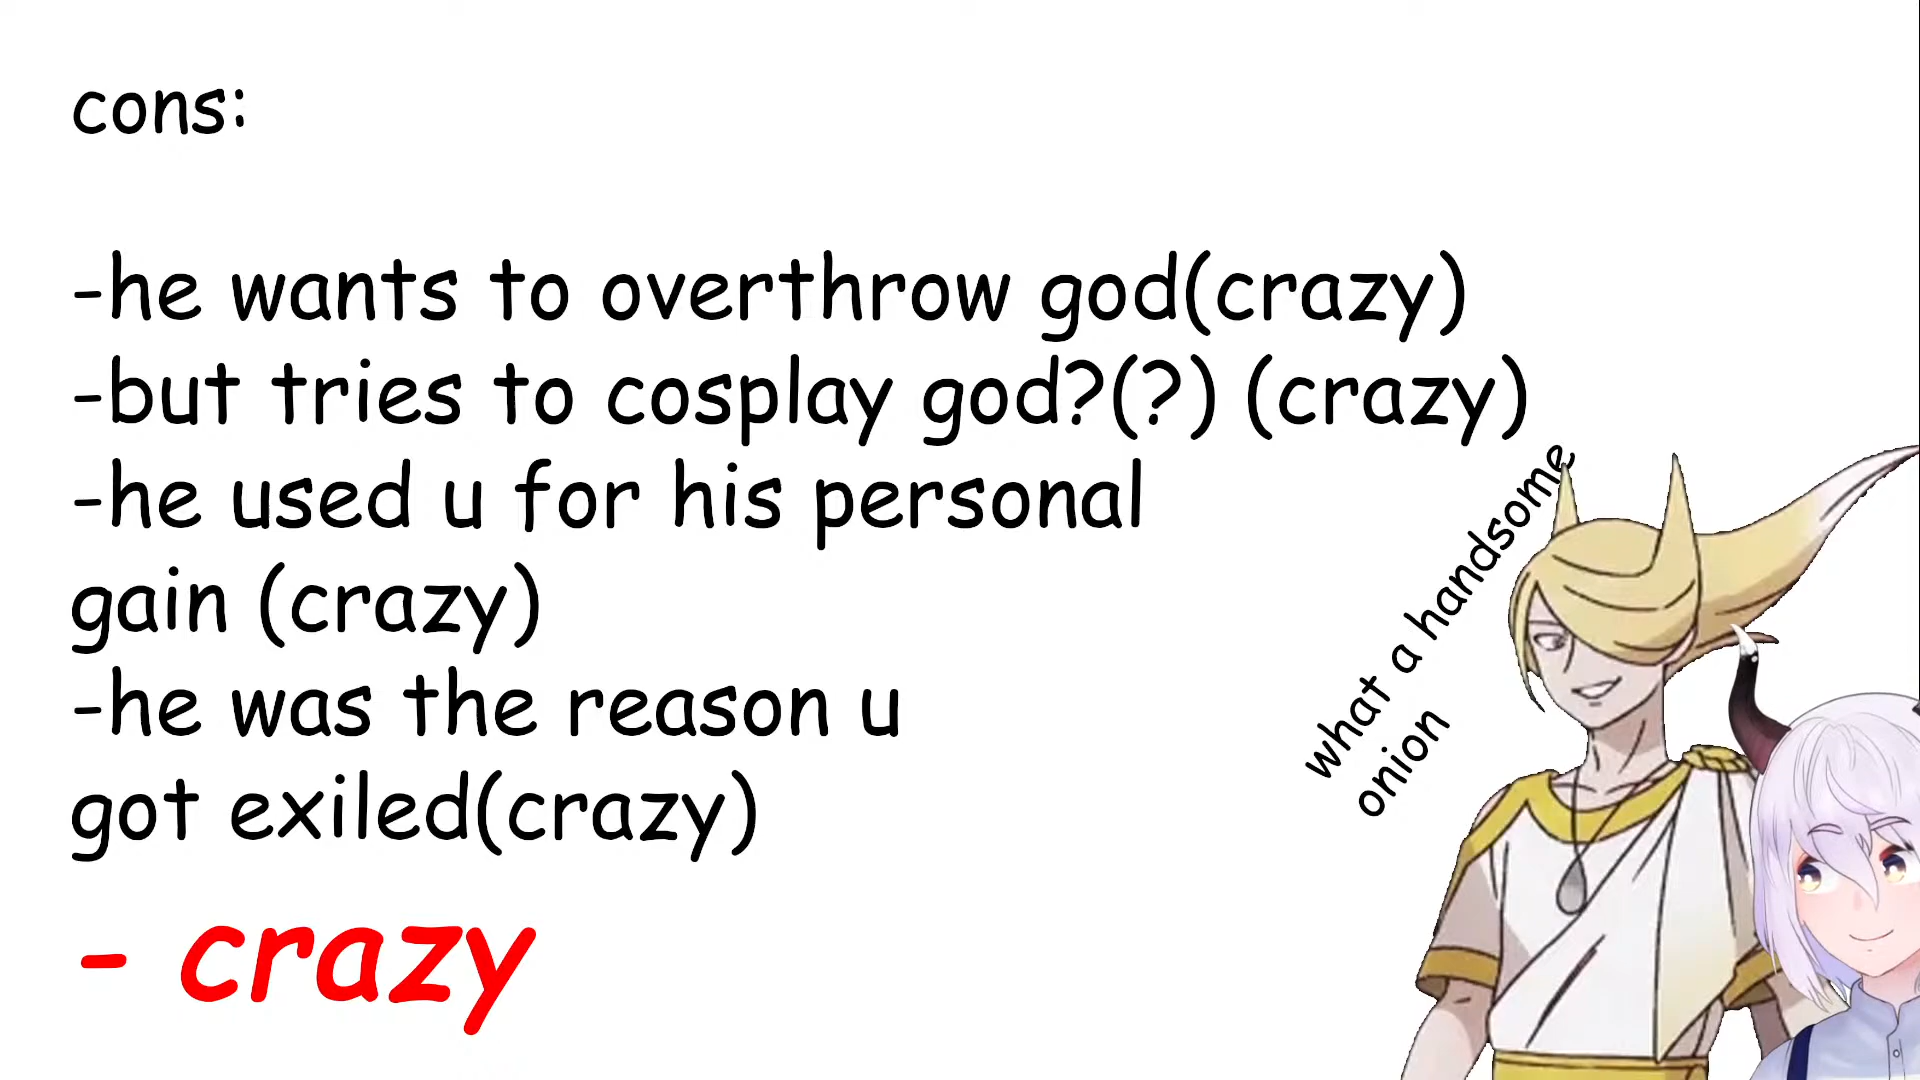 cons:
-he wants to overthrow god(crazy)
-but tries to cosplay god?(?) (crazy)
-he used u for his personal
gain (crazy)
-he was the reason u
got exiled(crazy)
- crazy
what a handsome
onion